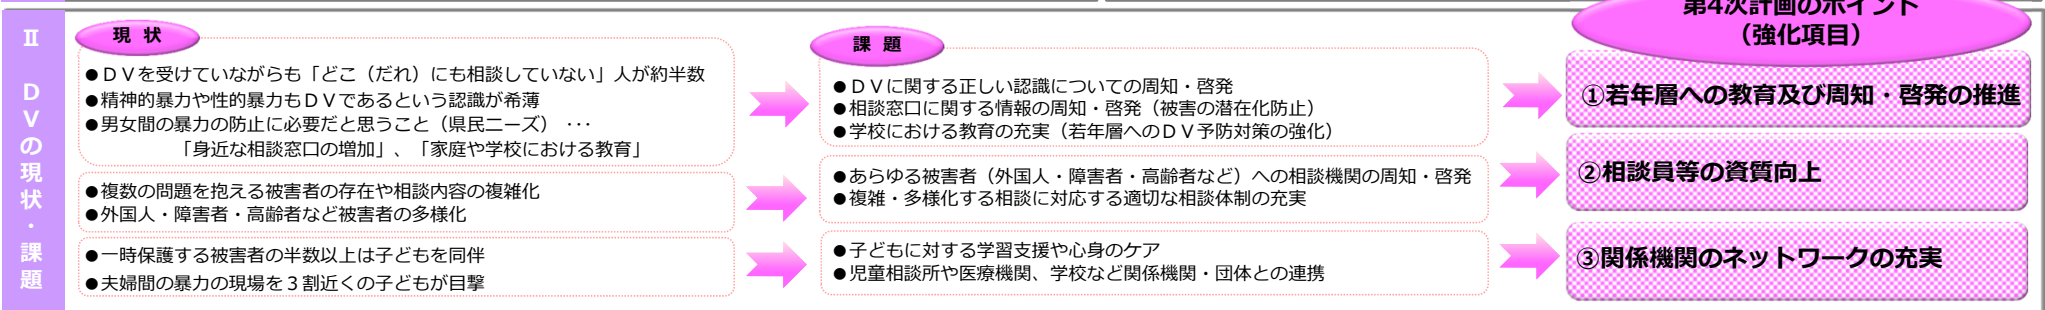 Ⅱ ＤＶの現状・課題
現 状
●ＤＶを受けていながらも「どこ（だれ）にも相談していない」人が約半数
●精神的暴力や性的暴力もＤＶであるという認識が希薄
●男女間の暴力の防止に必要だと思うこと（県民ニーズ）･･･
「身近な相談窓口の増加」、「家庭や学校における教育」
●複数の問題を抱える被害者の存在や相談内容の複雑化
●外国人・障害者・高齢者など被害者の多様化
●一時保護する被害者の半数以上は子どもを同伴
●夫婦間の暴力の現場を３割近くの子どもが目撃
課 題
●ＤＶに関する正しい認識についての周知・啓発
●相談窓口に関する情報の周知・啓発（被害の潜在化防止）
●学校における教育の充実（若年層へのＤＶ予防対策の強化）
●あらゆる被害者（外国人・障害者・高齢者など）への相談機関の周知・啓発
●複雑・多様化する相談に対応する適切な相談体制の充実
●子どもに対する学習支援や心身のケア
●児童相談所や医療機関、学校など関係機関・団体との連携
第4次計画のポイント
（強化項目）
①若年層への教育及び周知・啓発の推進
②相談員等の資質向上
③関係機関のネットワークの充実